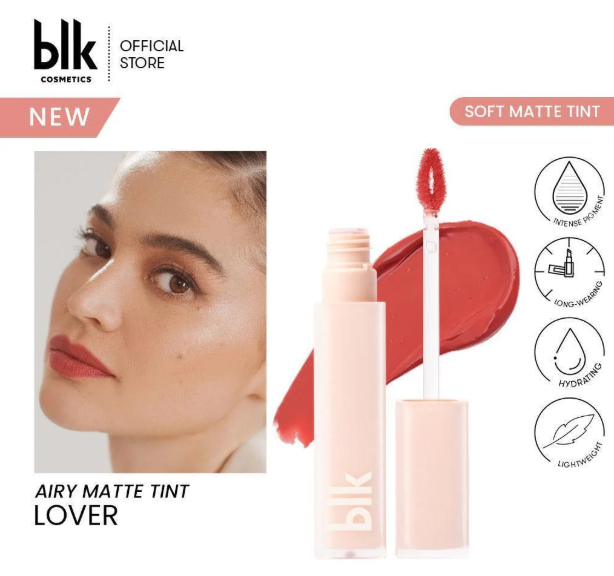 blk
COSMETICS
OFFICIAL
STORE
NEW
SOFT MATTE TINT
INTENSE PIGMENT
LONG-WEARING
HYDRATING
LIGHTWEIGHT
blk
AIRY MATTE TINT
LOVER